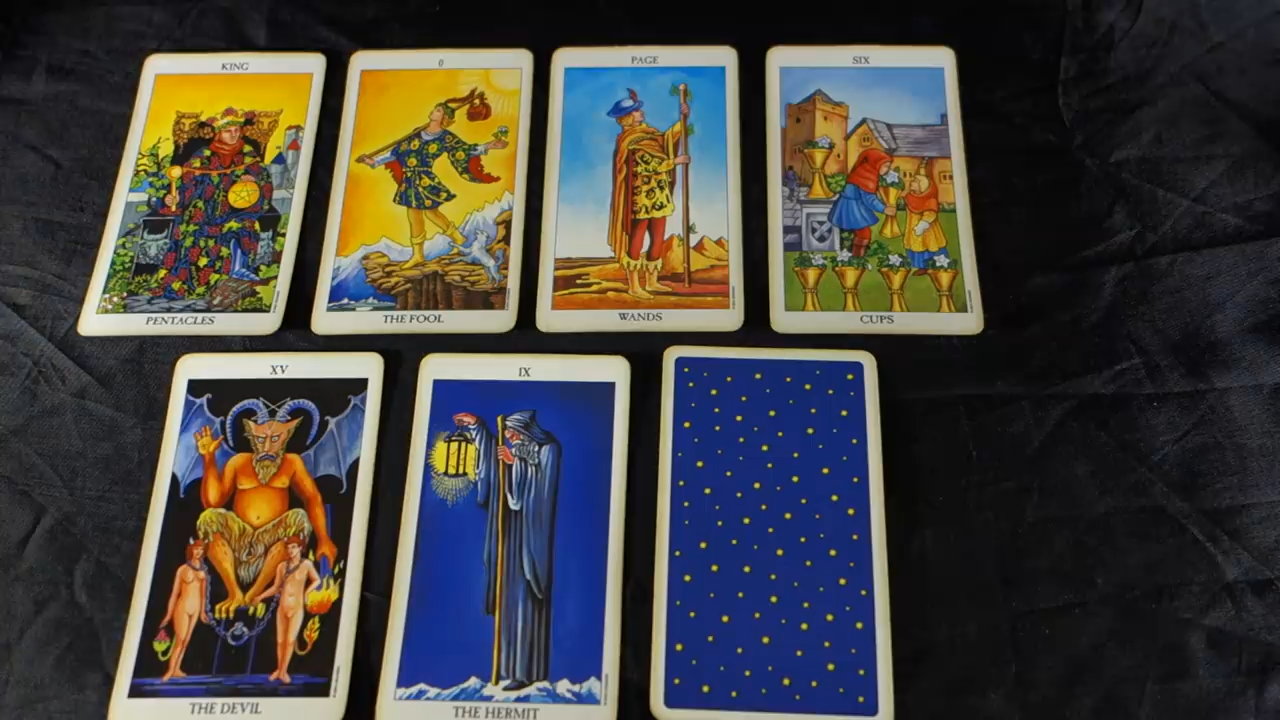 KING
PENTACLES
0
THE FOOL
PAGE
WANDS
SIX
CUPS
XV
THE DEVIL
IX
THE HERMIT